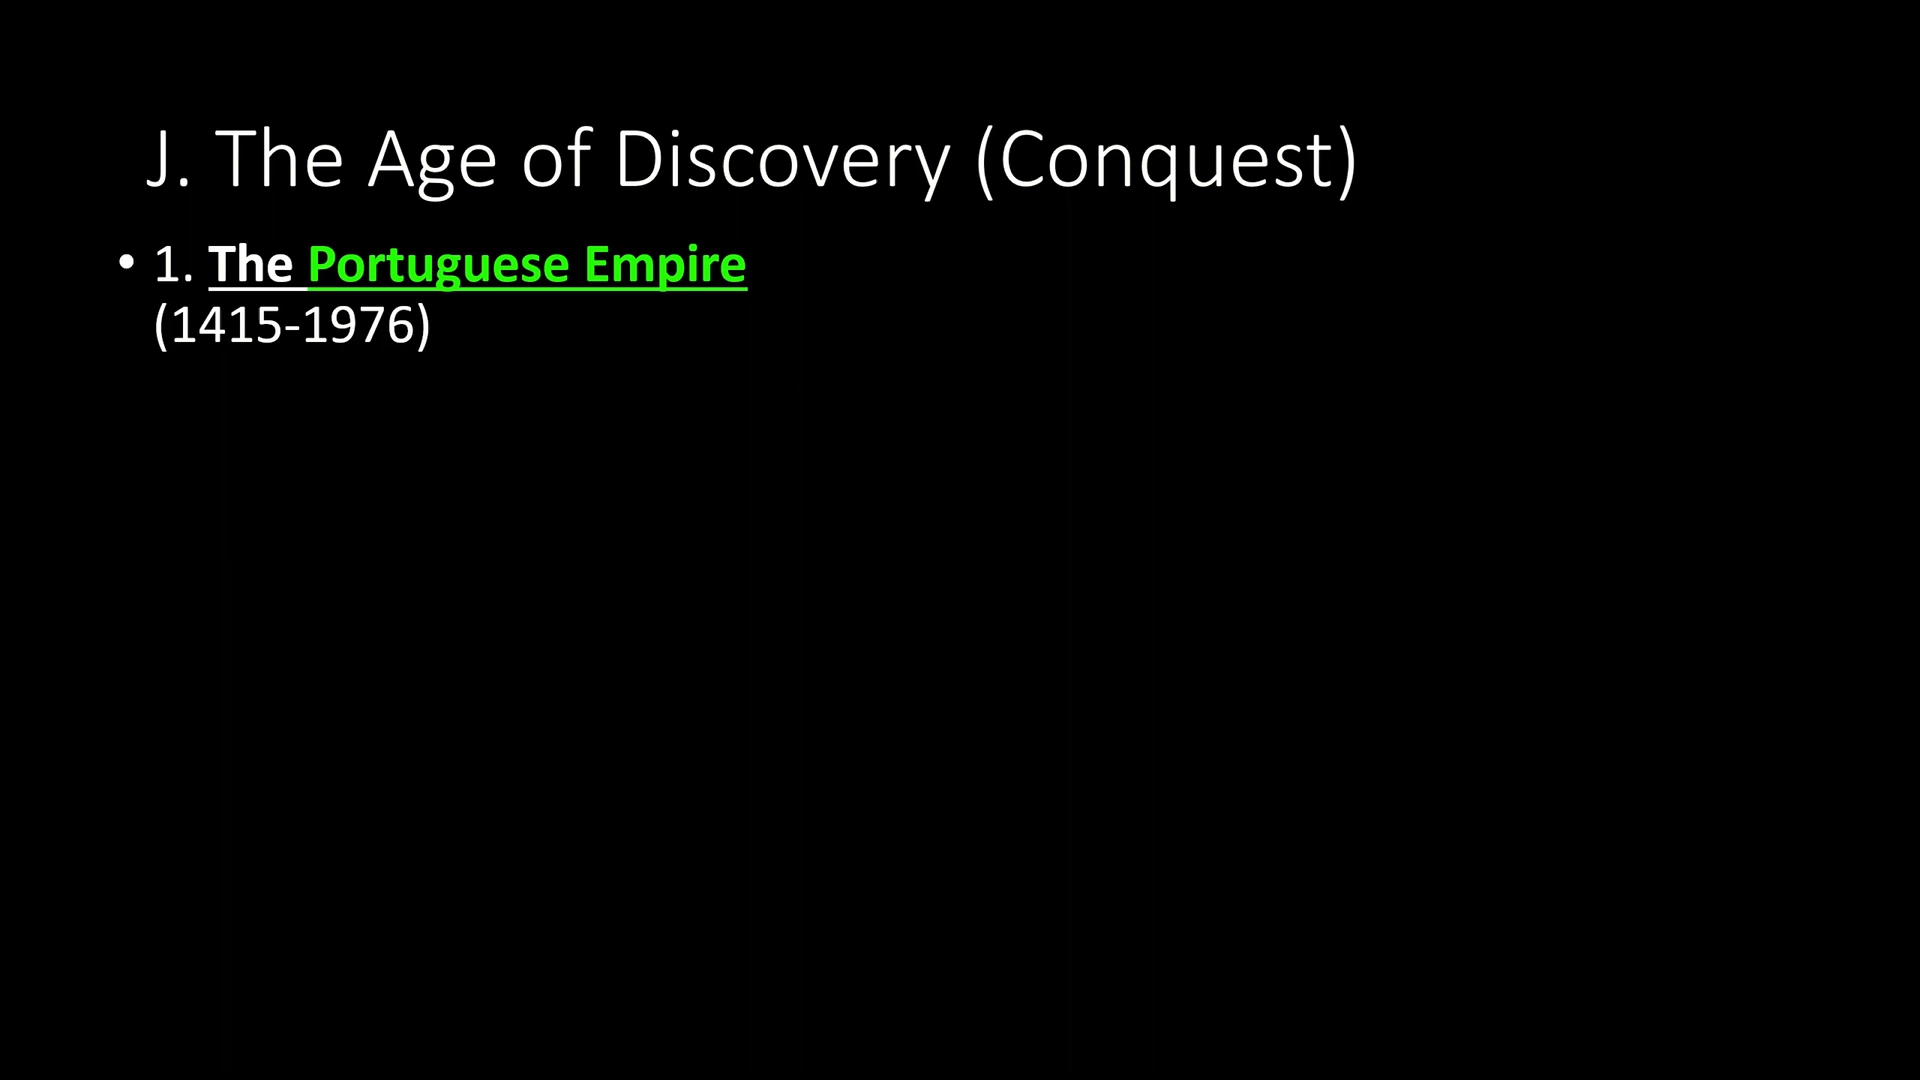 J. The Age of Discovery (Conquest)
• 1. The Portuguese Empire
(1415-1976)